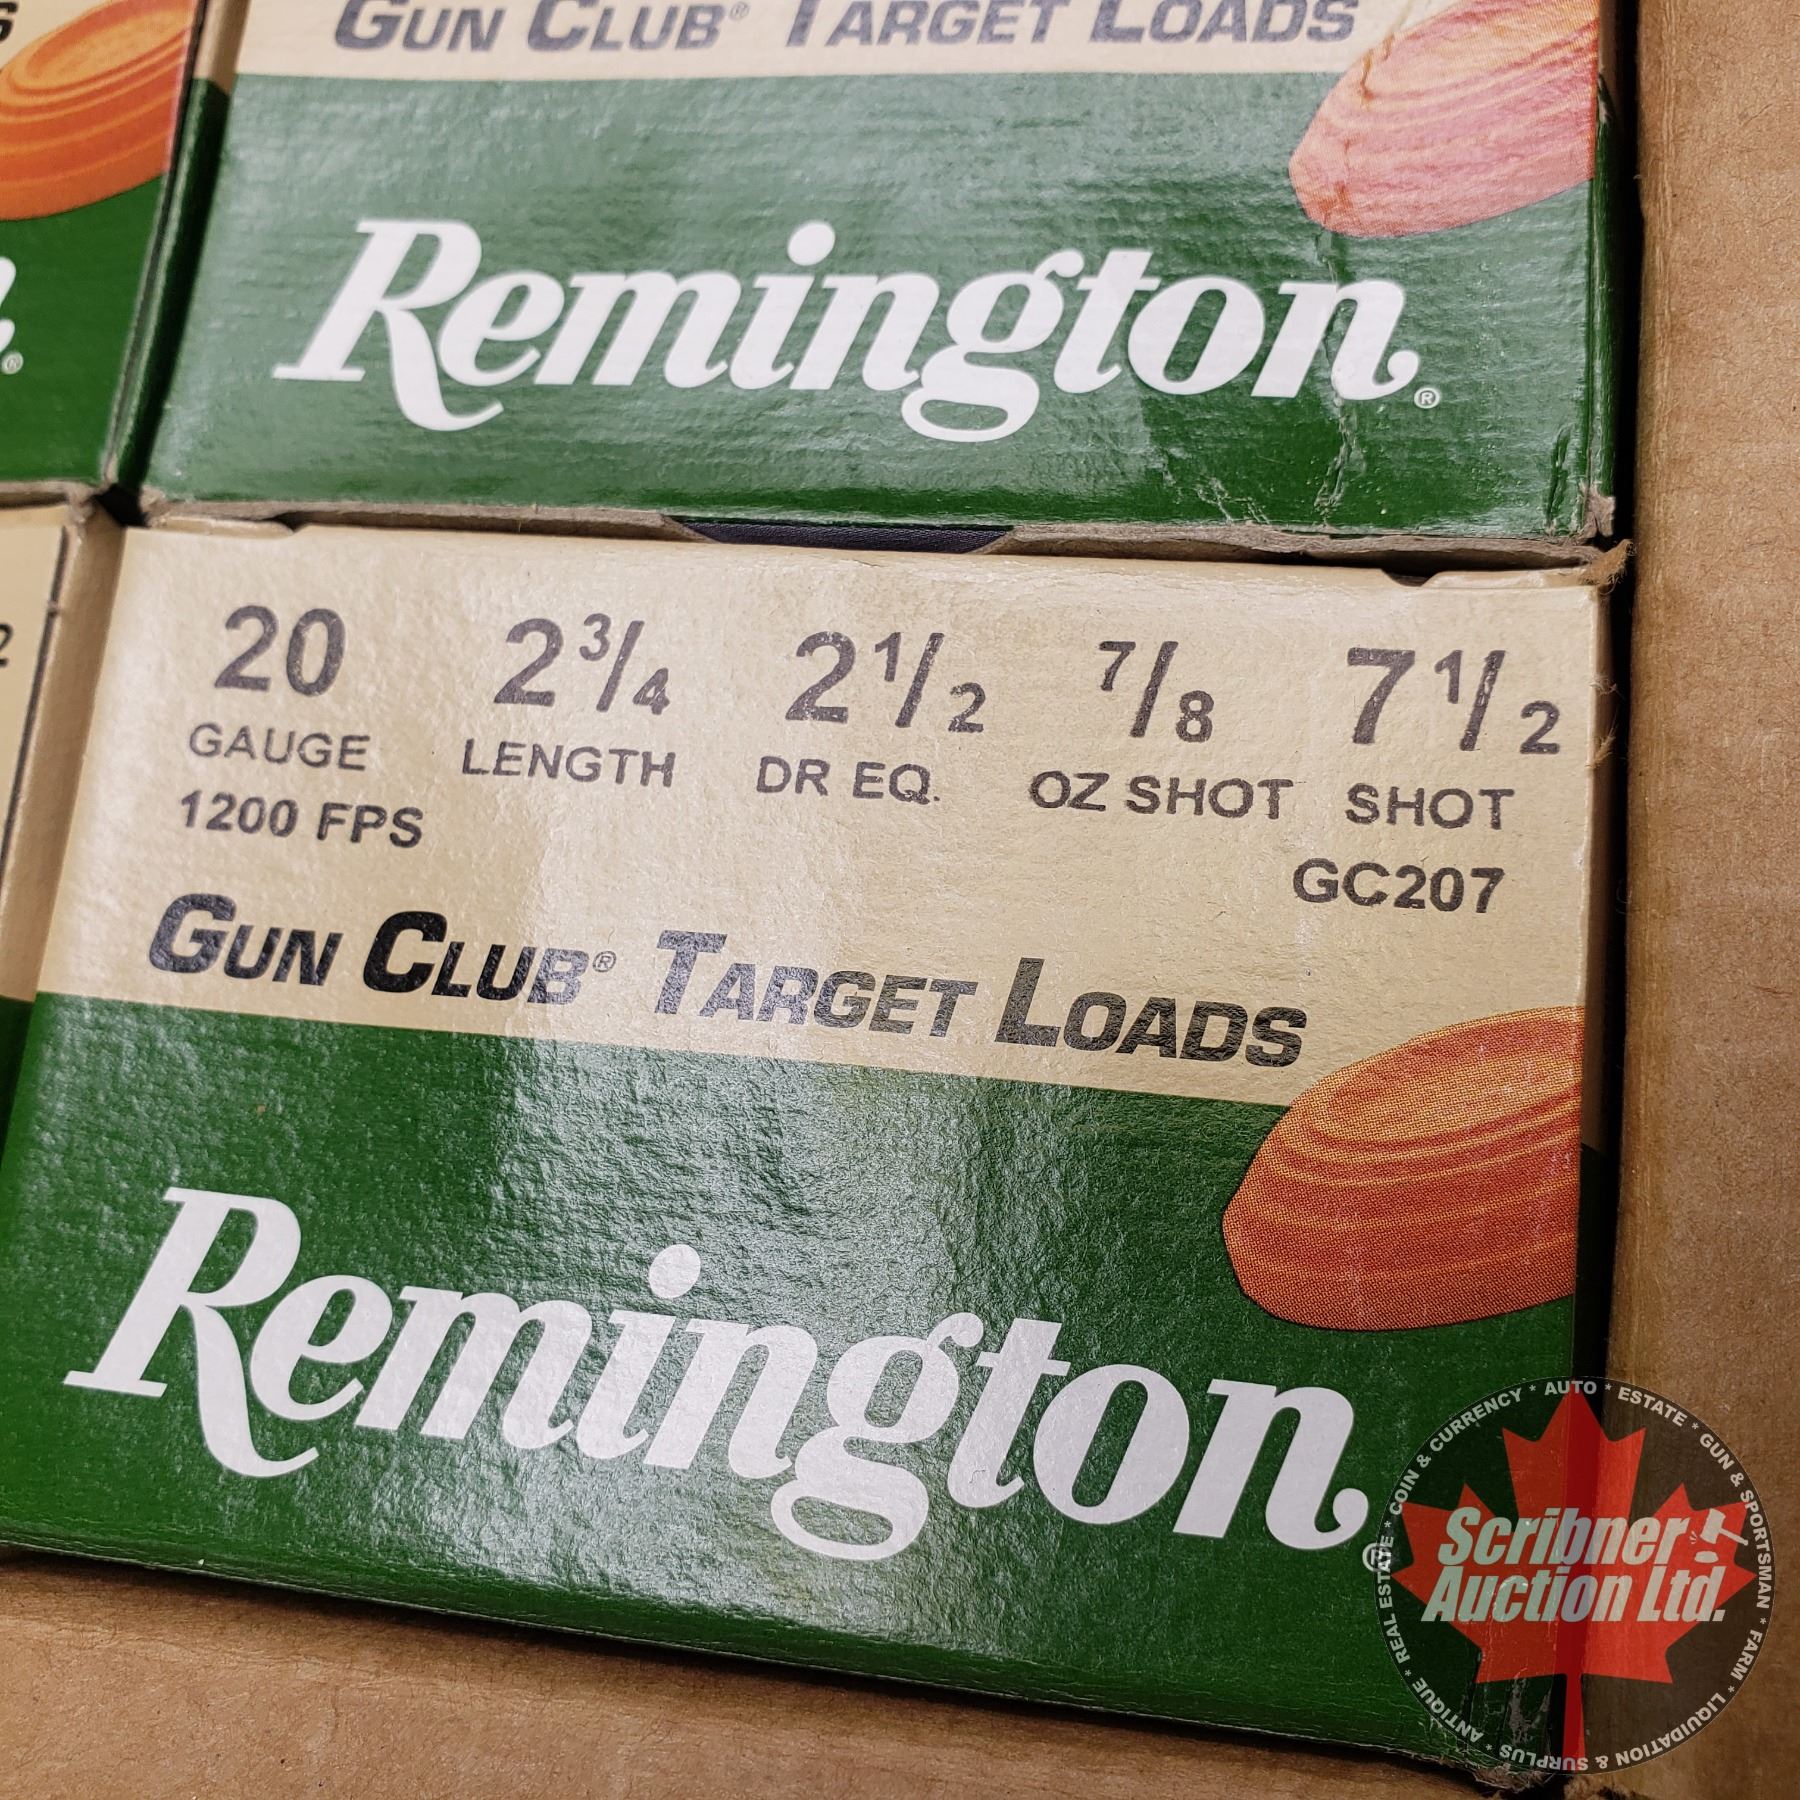 GUN CLUB® TARGET LOADS
Remington®
20 2 3/4 2 1/2 7/8 7 1/2
GAUGE LENGTH DR EQ. OZ SHOT SHOT
1200 FPS GC207
GUN CLUB® TARGET LOADS
Remington®
Scribner
Auction Ltd.
REAL ESTATE * COIN & CURRENCY * AUTO * ESTATE * GUN & SPORTSMAN * FARM * LIQUIDATION & SURPLUS * ANTIQUE *